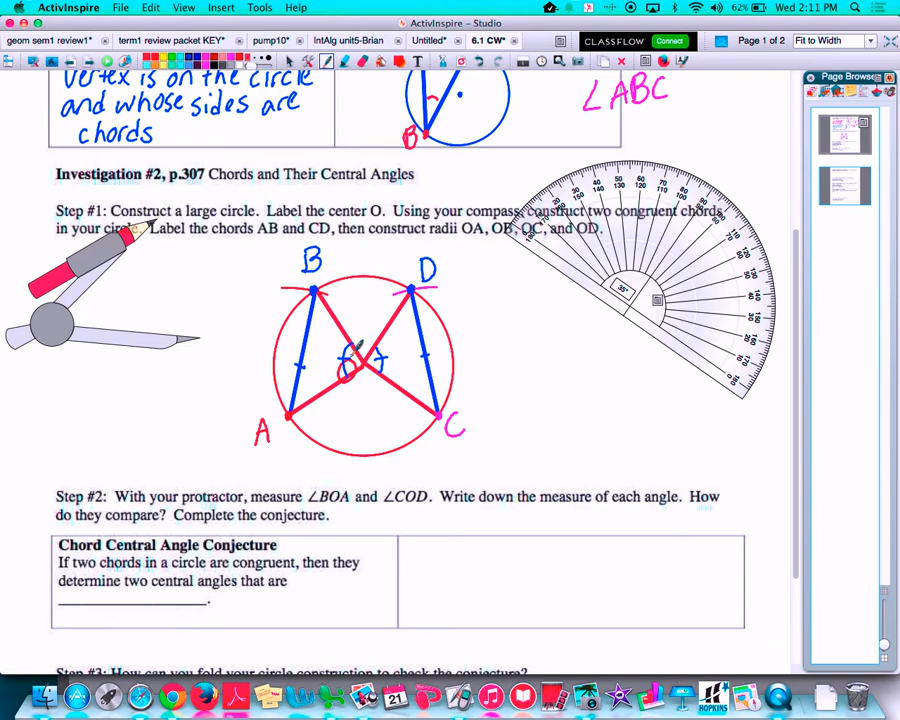 ActivInspire File Edit View Insert Tools Help 62% Wed 2:11 PM
ActivInspire - Studio
geom sem1 review1* term1 review packet KEY* pump10* IntAlg unit5-Brian Untitled* 6.1 CW* CLASSFLOW Connect Page 1 of 2 Fit to Width
Page Browse
vertex is on the circle
and whose sides are
chords
B
∠ABC
Investigation #2, p.307 Chords and Their Central Angles
Step #1: Construct a large circle. Label the center O. Using your compass, construct two congruent chords
in your circle. Label the chords AB and CD, then construct radii OA, OB, OC, and OD.
B D
35°
A C
Step #2: With your protractor, measure ∠BOA and ∠COD. Write down the measure of each angle. How
do they compare? Complete the conjecture.
Chord Central Angle Conjecture
If two chords in a circle are congruent, then they
determine two central angles that are
____________________.
Step #3: How can you fold your circle construction to check the conjecture?
21
HOPKINS